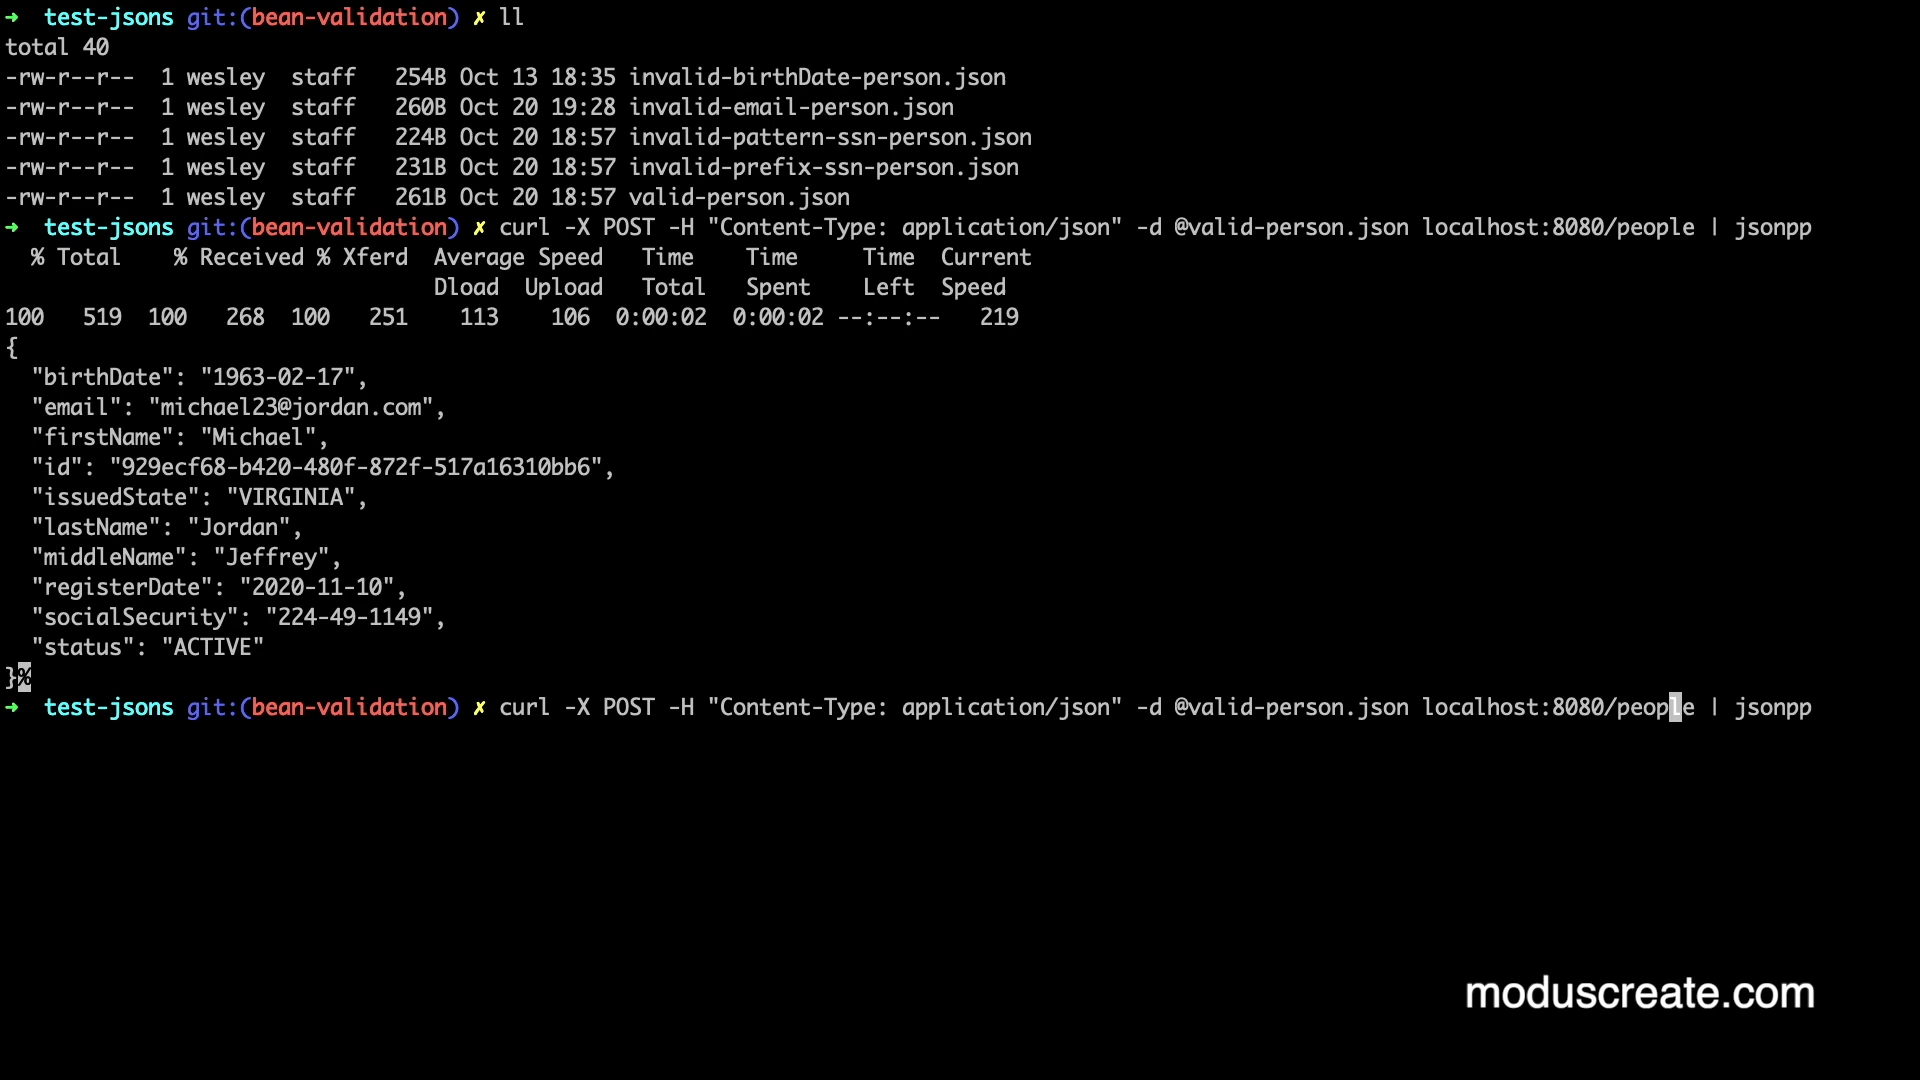 ➜  test-jsons git:(bean-validation) ✗ ll
total 40
-rw-r--r--  1 wesley  staff   254B Oct 13 18:35 invalid-birthDate-person.json
-rw-r--r--  1 wesley  staff   260B Oct 20 19:28 invalid-email-person.json
-rw-r--r--  1 wesley  staff   224B Oct 20 18:57 invalid-pattern-ssn-person.json
-rw-r--r--  1 wesley  staff   231B Oct 20 18:57 invalid-prefix-ssn-person.json
-rw-r--r--  1 wesley  staff   261B Oct 20 18:57 valid-person.json
➜  test-jsons git:(bean-validation) ✗ curl -X POST -H "Content-Type: application/json" -d @valid-person.json localhost:8080/people | jsonpp
  % Total    % Received % Xferd  Average Speed   Time    Time     Time  Current
                                 Dload  Upload   Total   Spent    Left  Speed
100   519  100   268  100   251    113    106  0:00:02  0:00:02 --:--:--   219
{
  "birthDate": "1963-02-17",
  "email": "michael23@jordan.com",
  "firstName": "Michael",
  "id": "929ecf68-b420-480f-872f-517a16310bb6",
  "issuedState": "VIRGINIA",
  "lastName": "Jordan",
  "middleName": "Jeffrey",
  "registerDate": "2020-11-10",
  "socialSecurity": "224-49-1149",
  "status": "ACTIVE"
}%
➜  test-jsons git:(bean-validation) ✗ curl -X POST -H "Content-Type: application/json" -d @valid-person.json localhost:8080/people | jsonpp
moduscreate.com